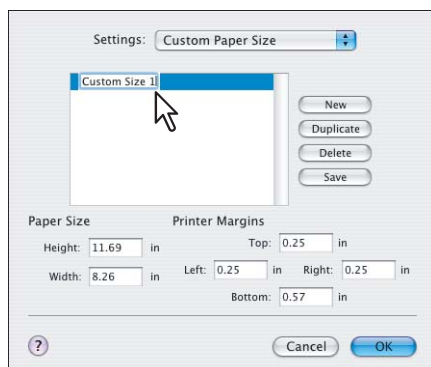 Settings: Custom Paper Size
Custom Size 1
New
Duplicate
Delete
Save
Paper Size Printer Margins
Height: 11.69 in Top: 0.25 in
Width: 8.26 in Left: 0.25 in Right: 0.25 in
Bottom: 0.57 in
? Cancel OK